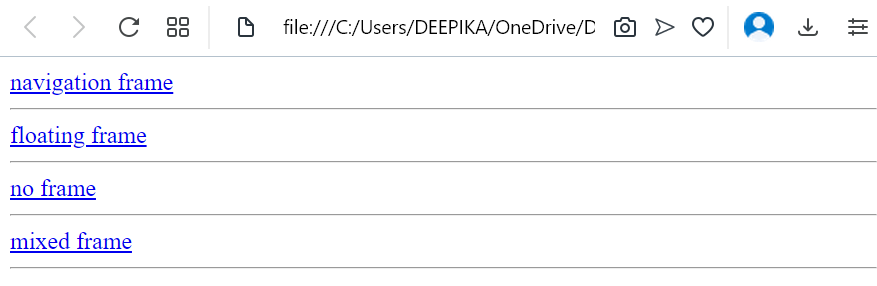 file:///C:/Users/DEEPIKA/OneDrive/D
navigation frame
floating frame
no frame
mixed frame